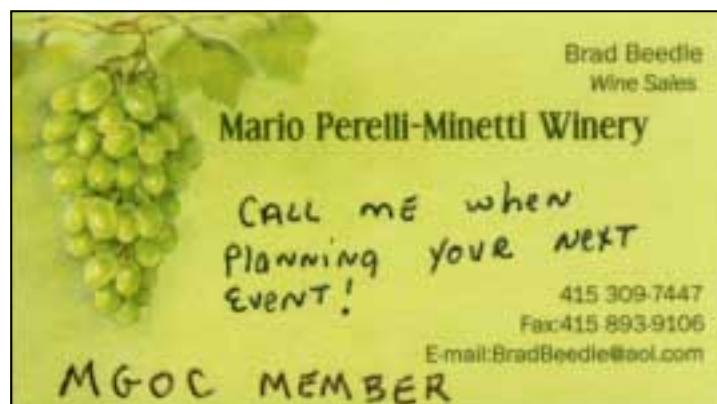 Brad Beedle
Wine Sales
Mario Perelli-Minetti Winery
CALL ME when
Planning YOUR NEXT
EVENT!
415 309-7447
Fax:415 893-9106
E-mail:BradBeedle@aol.com
MGOC MEMBER